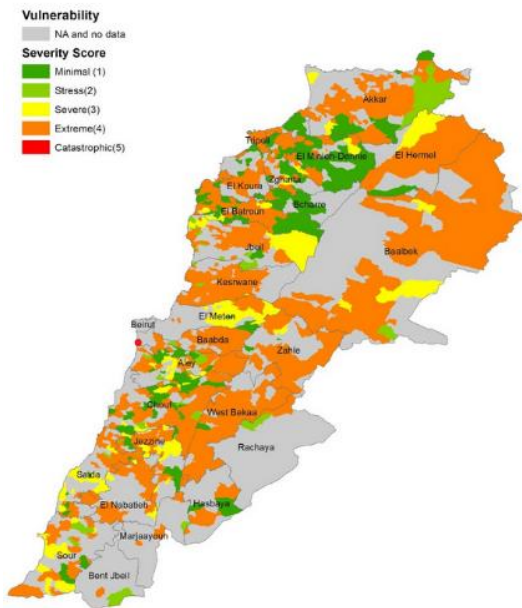 Vulnerability
NA and no data
Severity Score
Minimal (1)
Stress(2)
Severe(3)
Extreme(4)
Catastrophic(5)
Akkar
Tripoli
El Minieh-Dennie
El Hermel
Zgharta
El Koura
Bcharre
El Batroun
Jbeil
Baalbek
Kesrwane
El Meten
Beirut
Baabda
Zahle
Aley
Chouf
West Bekaa
Jezzine
Rachaya
Saida
El Nabatieh
Hasbaya
Marjaayoun
Sour
Bent Jbeil